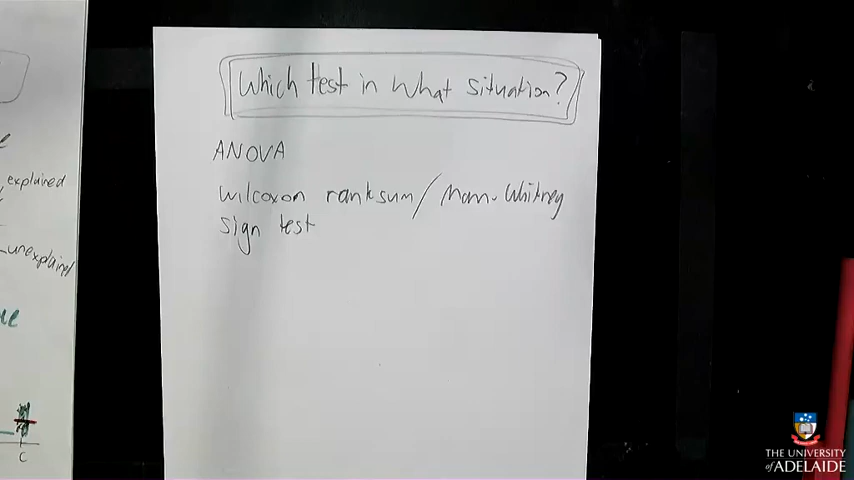 Which test in what situation?
ANOVA
wilcoxon ranksum/Mann-Whitney
sign test
explained
unexplained
C
THE UNIVERSITY
of ADELAIDE